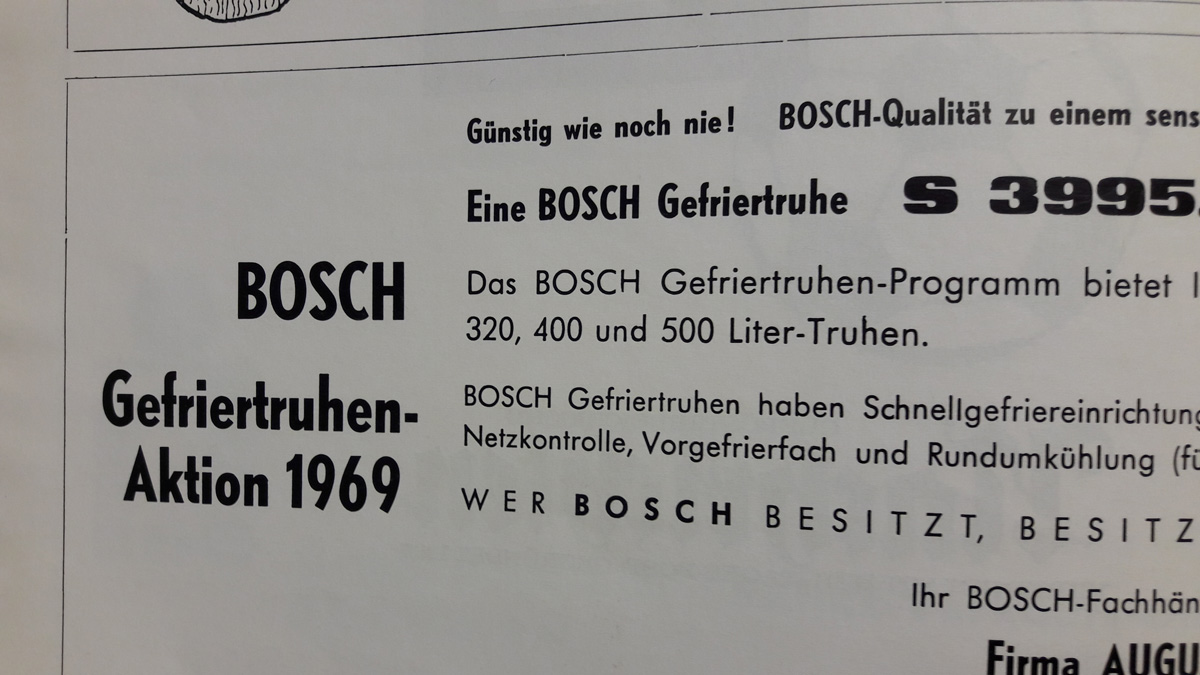 Günstig wie noch nie! BOSCH-Qualität zu einem sens
Eine BOSCH Gefriertruhe S 3995.
BOSCH
Gefriertruhen-
Aktion 1969
Das BOSCH Gefriertruhen-Programm bietet
320, 400 und 500 Liter-Truhen.
BOSCH Gefriertruhen haben Schnellgefriereinrichtung
Netzkontrolle, Vorgefrierfach und Rundumkühlung (fü
WER BOSCH BESITZT, BESITZ
Ihr BOSCH-Fachhän
Firma AUGU